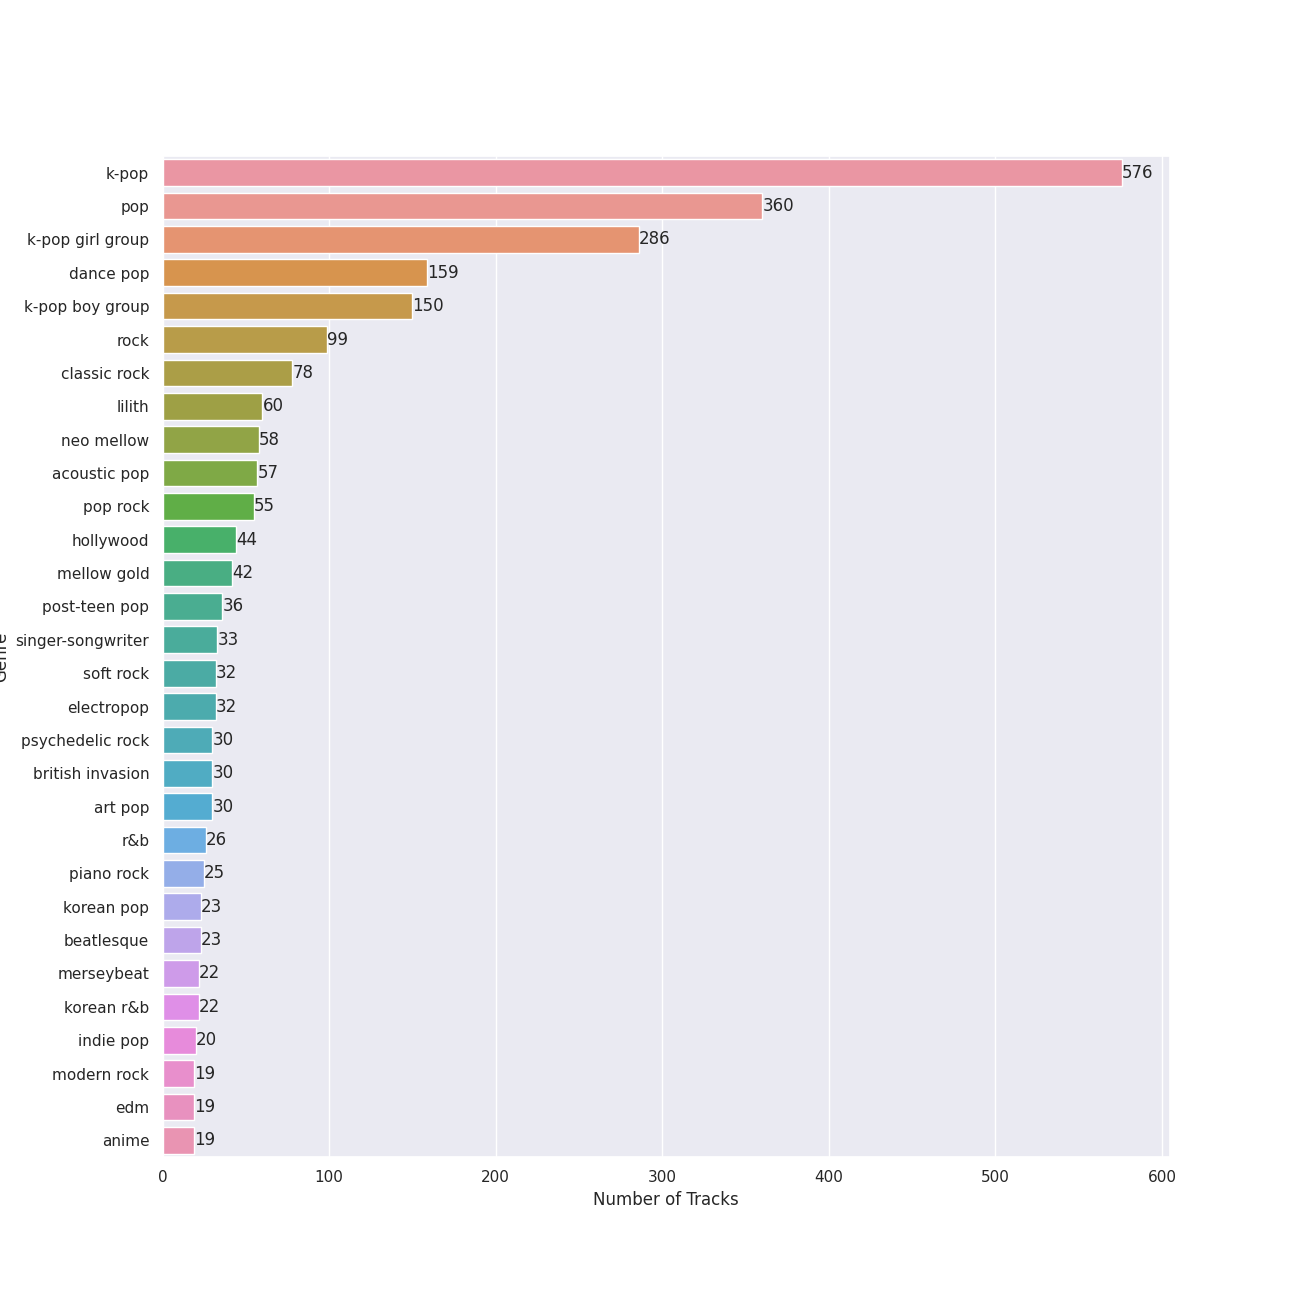 k-pop 576
pop 360
k-pop girl group 286
dance pop 159
k-pop boy group 150
rock 99
classic rock 78
lilith 60
neo mellow 58
acoustic pop 57
pop rock 55
hollywood 44
mellow gold 42
post-teen pop 36
singer-songwriter 33
soft rock 32
electropop 32
psychedelic rock 30
british invasion 30
art pop 30
r&b 26
piano rock 25
korean pop 23
beatlesque 23
merseybeat 22
korean r&b 22
indie pop 20
modern rock 19
edm 19
anime 19
0 100 200 300 400 500 600
Number of Tracks
Genre